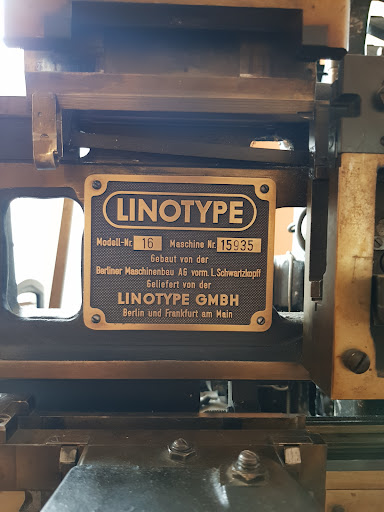 LINOTYPE
Modell-Nr. 16 Maschine Nr. 15935
Gebaut von der
Berliner Maschinenbau AG vorm. L. Schwartzkopff
Geliefert von der
LINOTYPE GMBH
Berlin und Frankfurt am Main